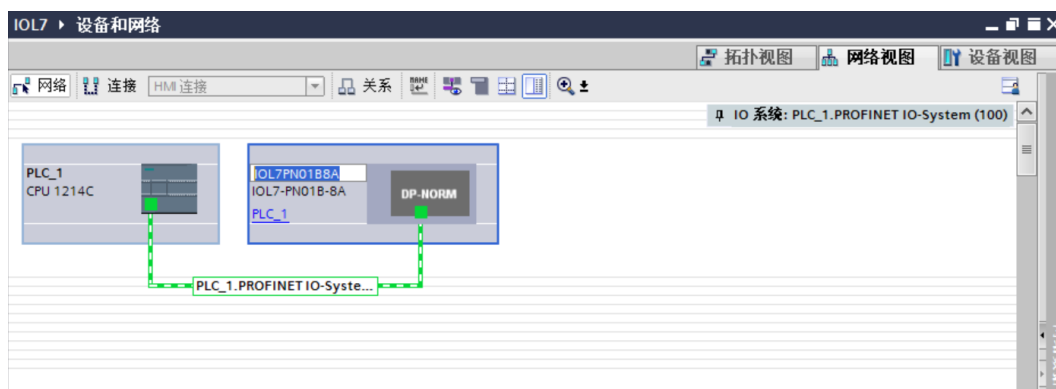 IOL7 ▸ 设备和网络
拓扑视图 网络视图 设备视图
网络 连接 HMI 连接 关系
IO 系统: PLC_1.PROFINET IO-System (100)
PLC_1
CPU 1214C
IOL7PN01B8A
IOL7-PN01B-8A
PLC_1
DP-NORM
PLC_1.PROFINET IO-Syste...